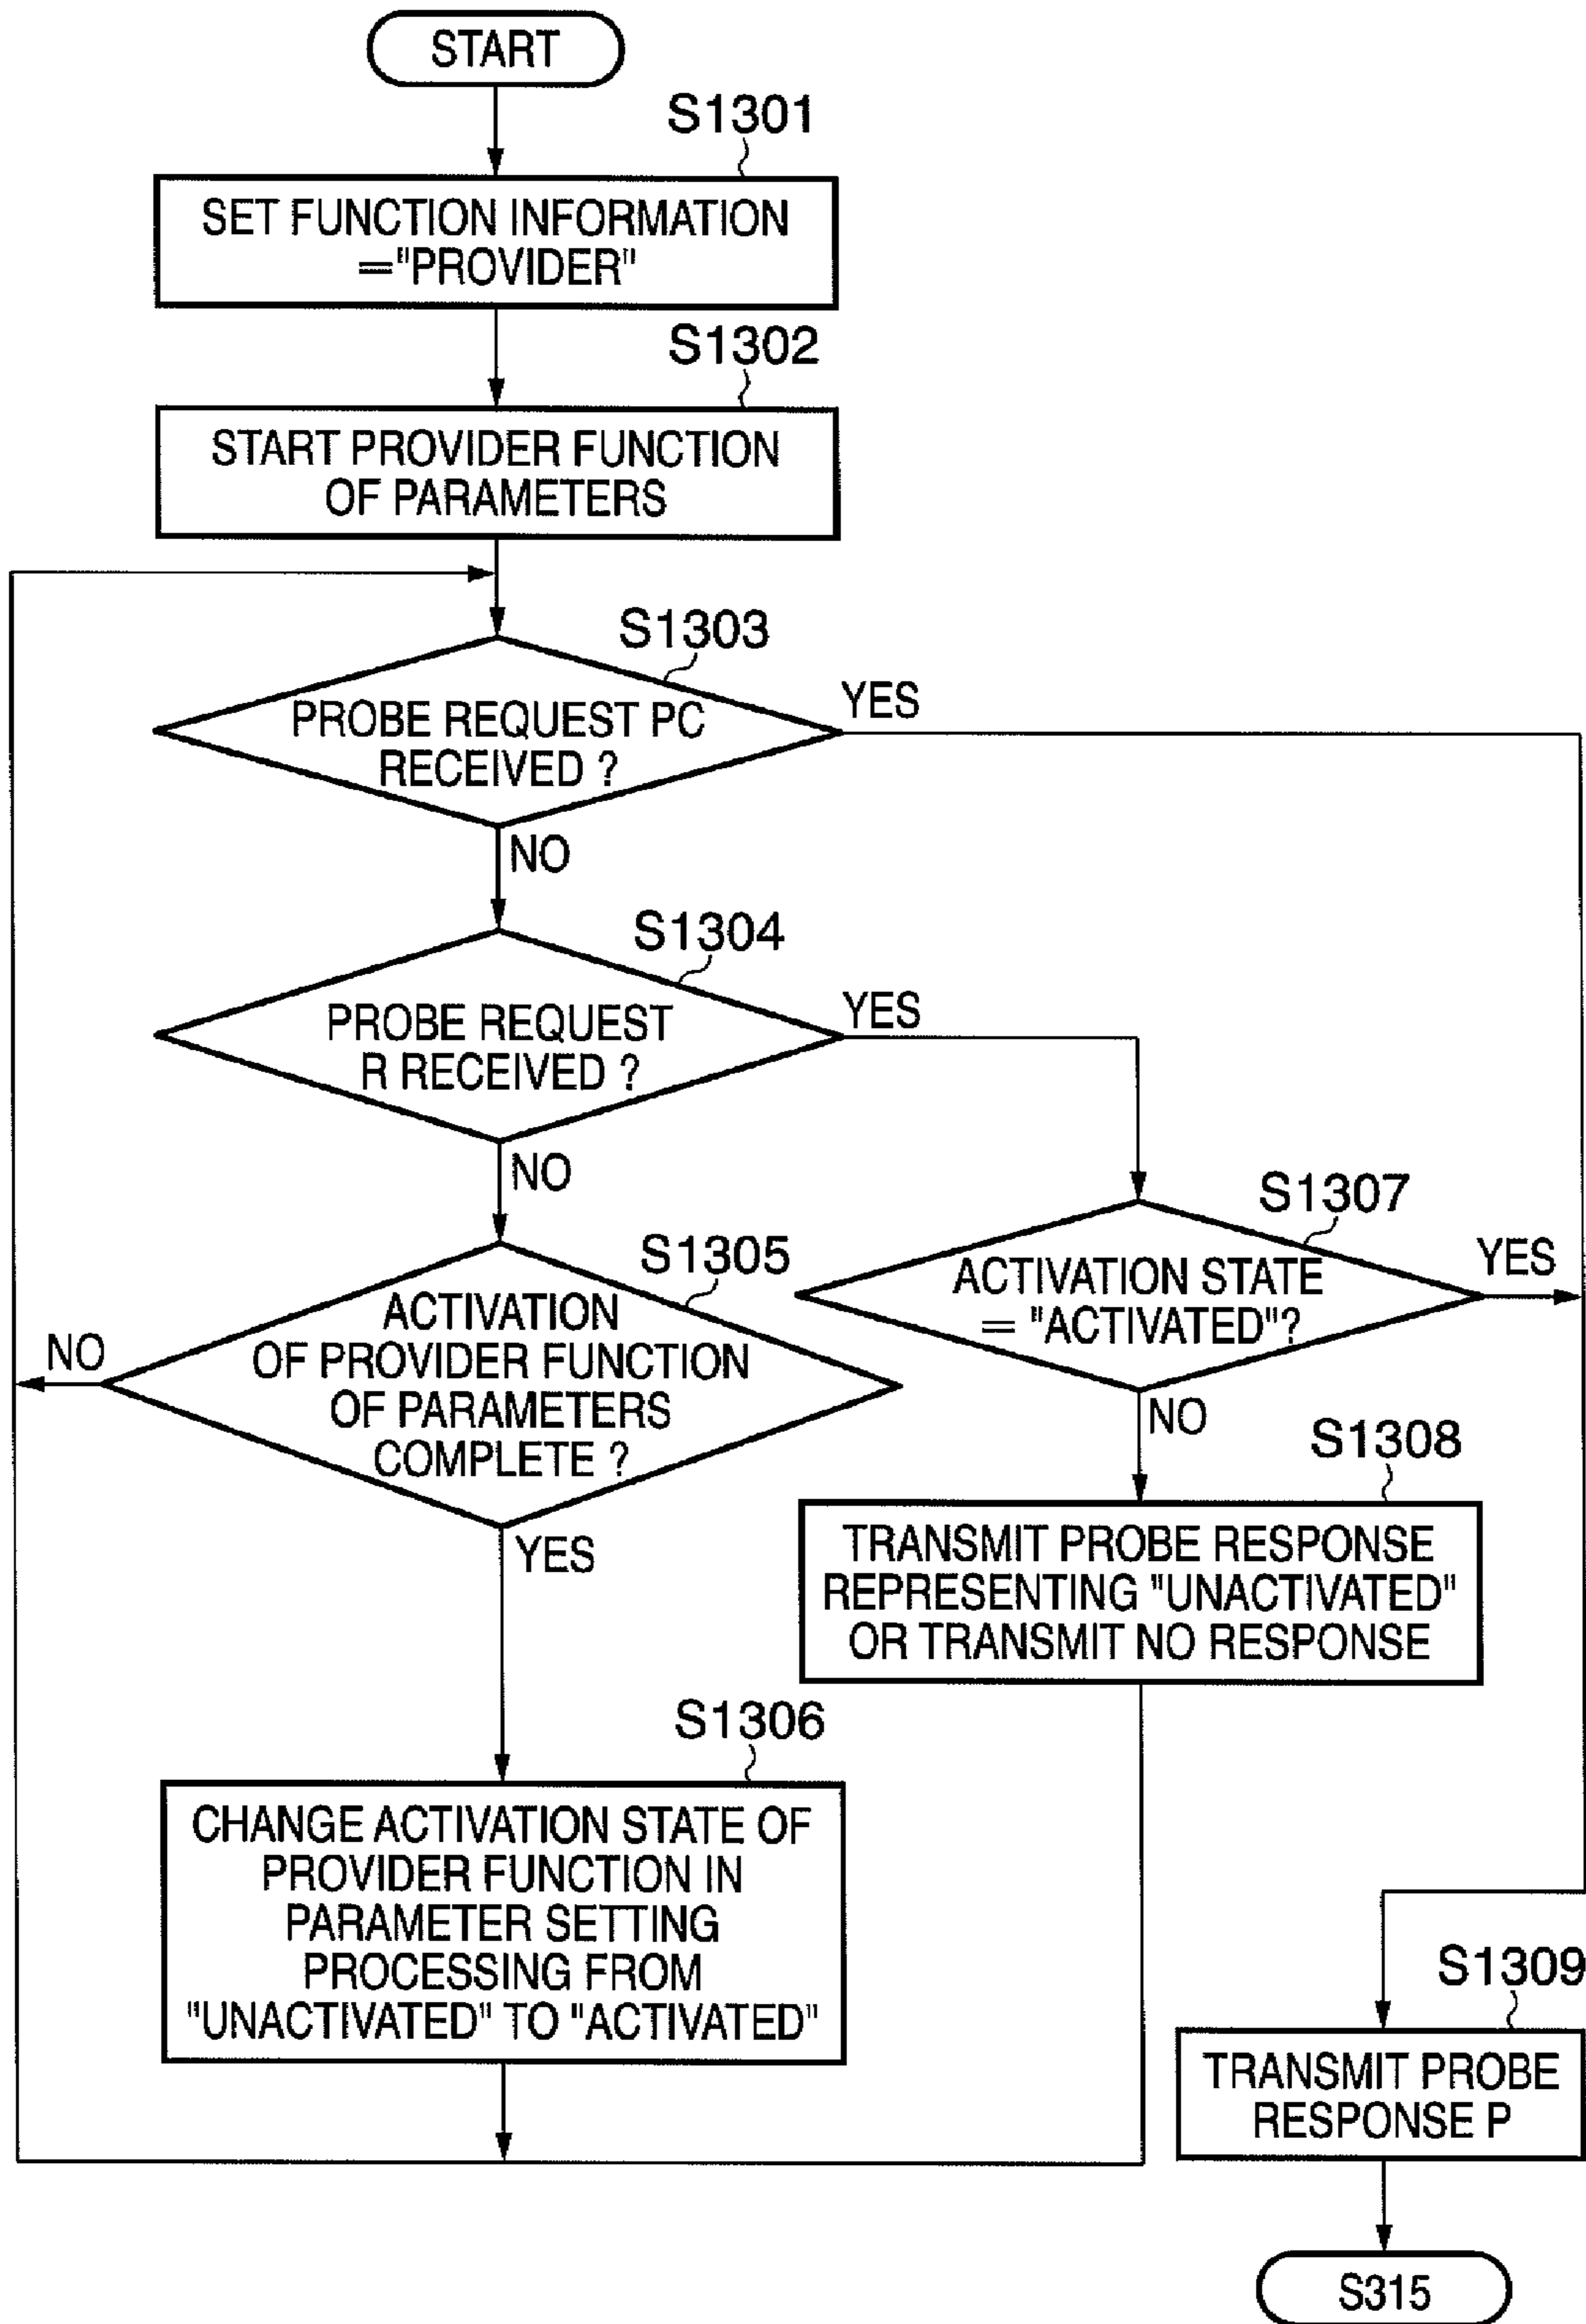 START
S1301
SET FUNCTION INFORMATION
="PROVIDER"
S1302
START PROVIDER FUNCTION
OF PARAMETERS
S1303
PROBE REQUEST PC
RECEIVED ?
YES
NO
S1304
PROBE REQUEST
R RECEIVED ?
YES
NO
S1305
ACTIVATION
OF PROVIDER FUNCTION
OF PARAMETERS
COMPLETE ?
NO
YES
S1307
ACTIVATION STATE
= "ACTIVATED"?
YES
NO
S1308
TRANSMIT PROBE RESPONSE
REPRESENTING "UNACTIVATED"
OR TRANSMIT NO RESPONSE
S1306
CHANGE ACTIVATION STATE OF
PROVIDER FUNCTION IN
PARAMETER SETTING
PROCESSING FROM
"UNACTIVATED" TO "ACTIVATED"
S1309
TRANSMIT PROBE
RESPONSE P
S315